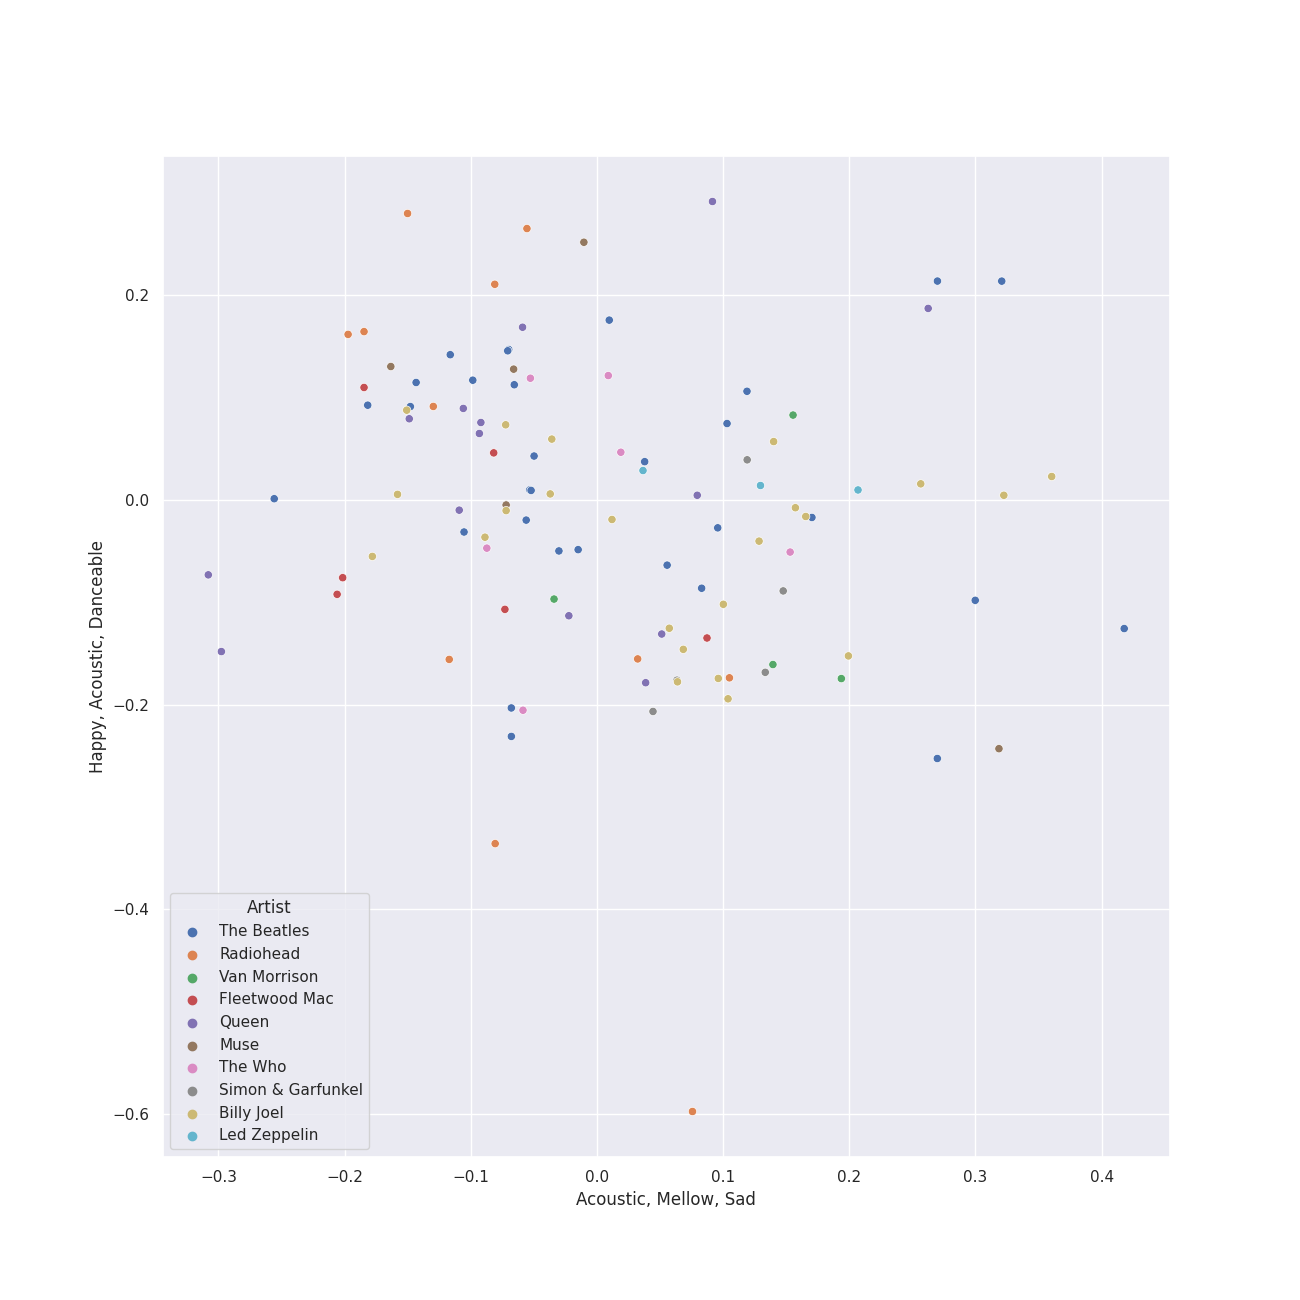 0.2
0.0
−0.2
−0.4
−0.6
Happy, Acoustic, Danceable
Artist
The Beatles
Radiohead
Van Morrison
Fleetwood Mac
Queen
Muse
The Who
Simon & Garfunkel
Billy Joel
Led Zeppelin
−0.3 −0.2 −0.1 0.0 0.1 0.2 0.3 0.4
Acoustic, Mellow, Sad